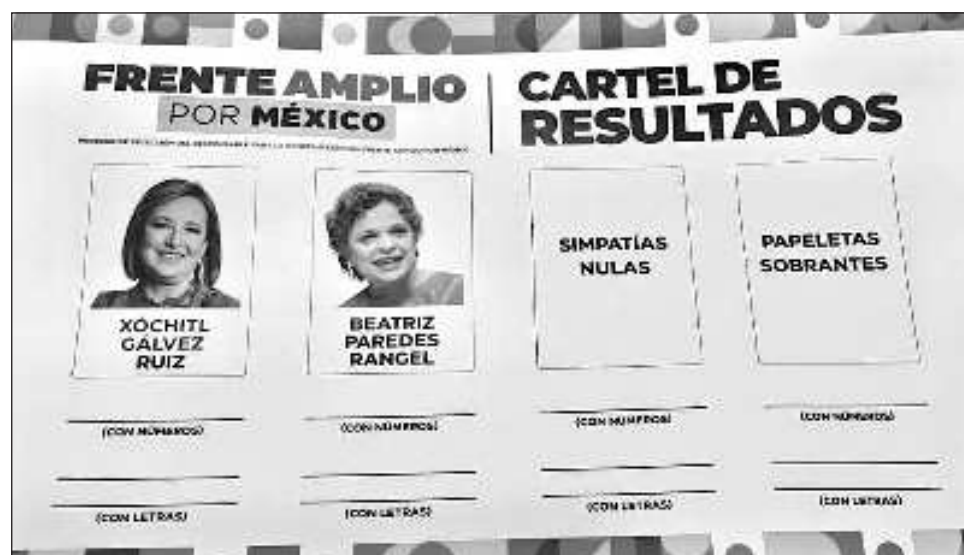 FRENTE AMPLIO
POR MÉXICO
CARTEL DE
RESULTADOS
XÓCHITL
GÁLVEZ
RUIZ
BEATRIZ
PAREDES
RANGEL
SIMPATÍAS
NULAS
PAPELETAS
SOBRANTES
(CON NÚMEROS)
(CON NÚMEROS)
(CON NÚMEROS)
(CON NÚMEROS)
(CON LETRAS)
(CON LETRAS)
(CON LETRAS)
(CON LETRAS)